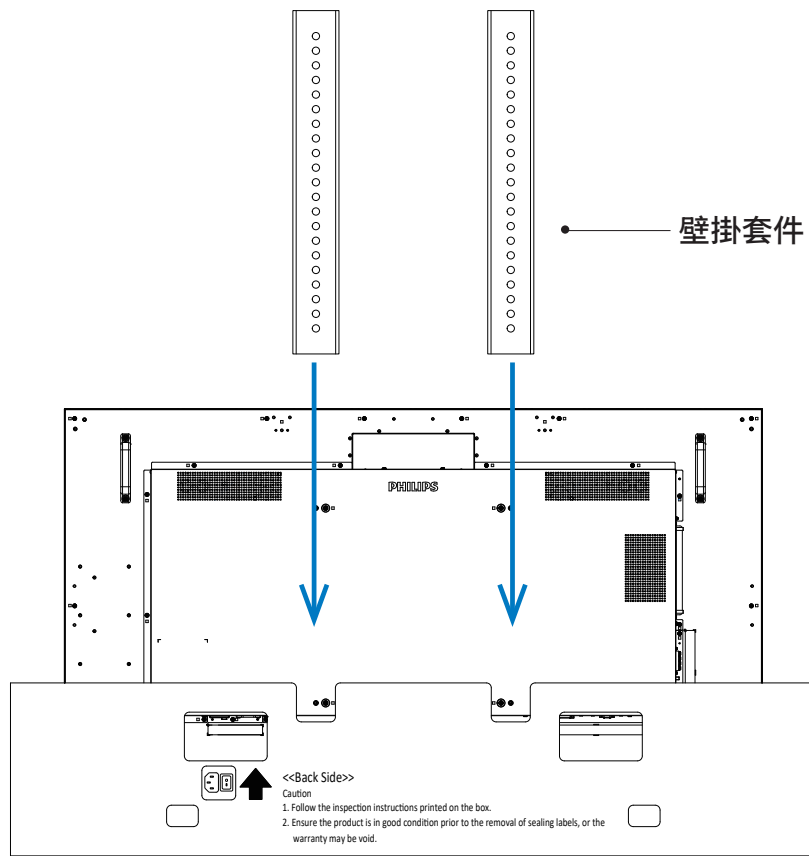 壁掛套件
PHILIPS
<<Back Side>>
Caution
1. Follow the inspection instructions printed on the box.
2. Ensure the product is in good condition prior to the removal of sealing labels, or the
warranty may be void.